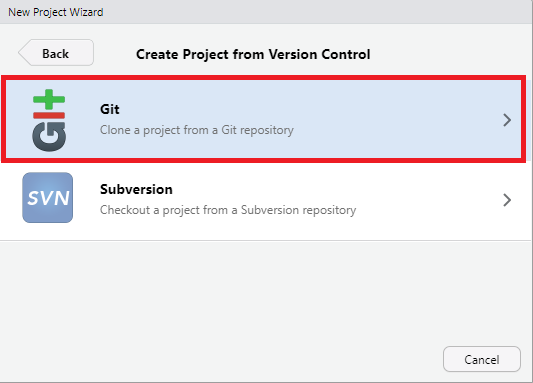 New Project Wizard
Back
Create Project from Version Control
git
Git
Clone a project from a Git repository
SVN
Subversion
Checkout a project from a Subversion repository
Cancel